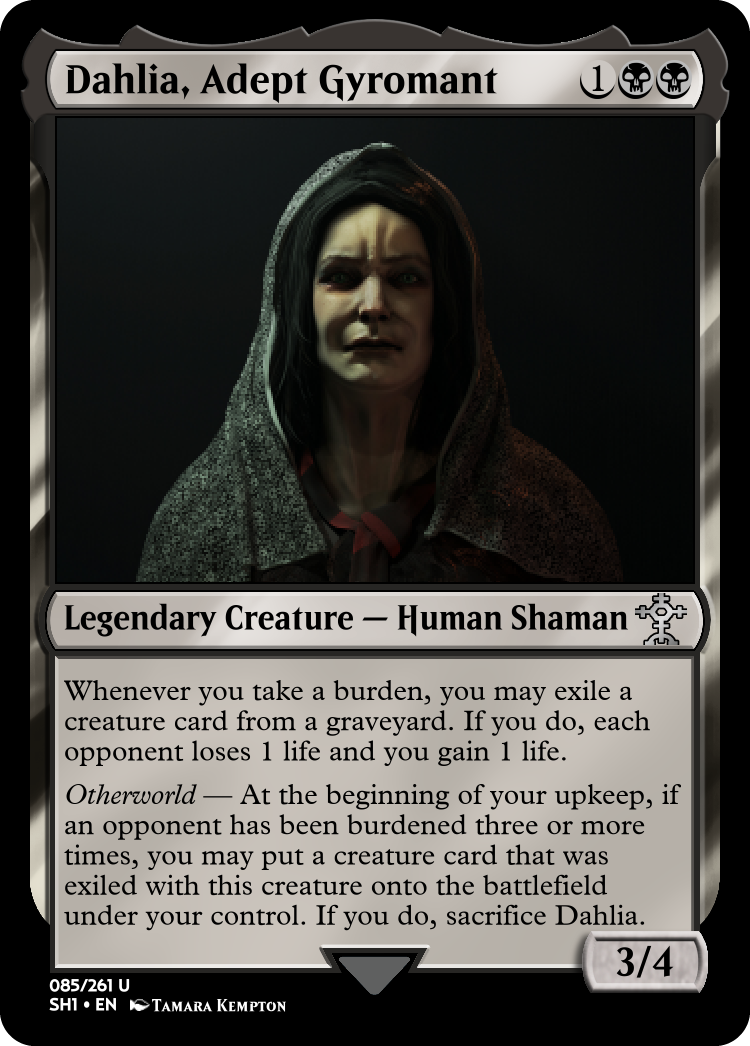 Dahlia, Adept Gyromant 1
Legendary Creature — Human Shaman
Whenever you take a burden, you may exile a
creature card from a graveyard. If you do, each
opponent loses 1 life and you gain 1 life.
Otherworld — At the beginning of your upkeep, if
an opponent has been burdened three or more
times, you may put a creature card that was
exiled with this creature onto the battlefield
under your control. If you do, sacrifice Dahlia.
3/4
085/261 U
SH1 • EN Tamara Kempton